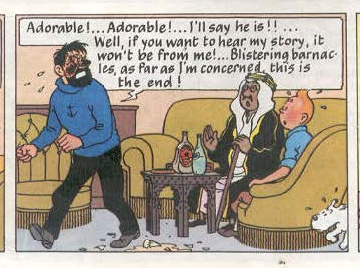 Adorable!... Adorable!... I'll say he is!! ...
Well, if you want to hear my story, it
won't be from me!... Blistering barnac-
les, as far as I'm concerned, this is
the end!